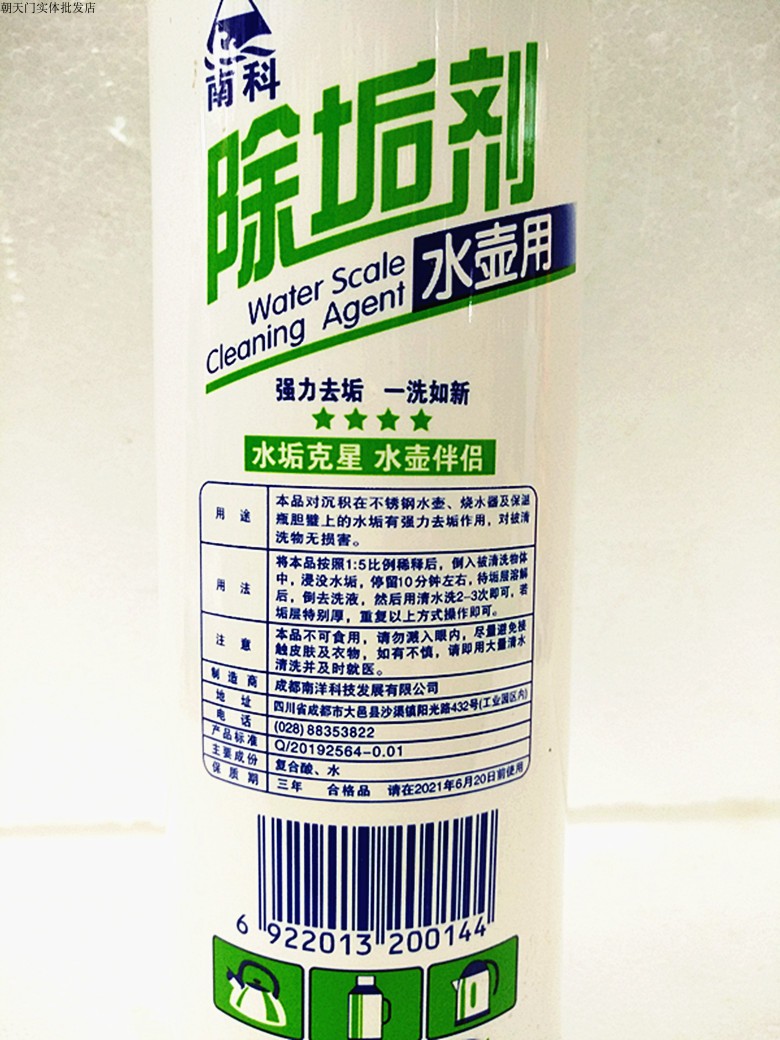 朝天门实体批发店
南科
除垢剂
Water Scale
Cleaning Agent
水壶用
强力去垢 一洗如新
水垢克星 水壶伴侣
用途 本品对沉积在不锈钢水壶、烧水器及保温
瓶胆壁上的水垢有强力去垢作用，对被清
洗物无损害。
用法 将本品按照1:5比例稀释后，倒入被清洗物体
中，浸没水垢，停留10分钟左右，待垢层溶解
后，倒去洗液，然后用清水洗2-3次即可，若
垢层特别厚，重复以上方式操作即可。
注意 本品不可食用，请勿溅入眼内，尽量避免接
触皮肤及衣物，如有不慎，请即用大量清水
清洗并及时就医。
制造商 成都南洋科技发展有限公司
地址 四川省成都市大邑县沙渠镇阳光路432号(工业园区内)
电话 (028)88353822
产品标准 Q/20192564-0.01
主要成份 复合酸、水
保质期 三年 合格品 请在2021年6月20日前使用
6 922013 200144